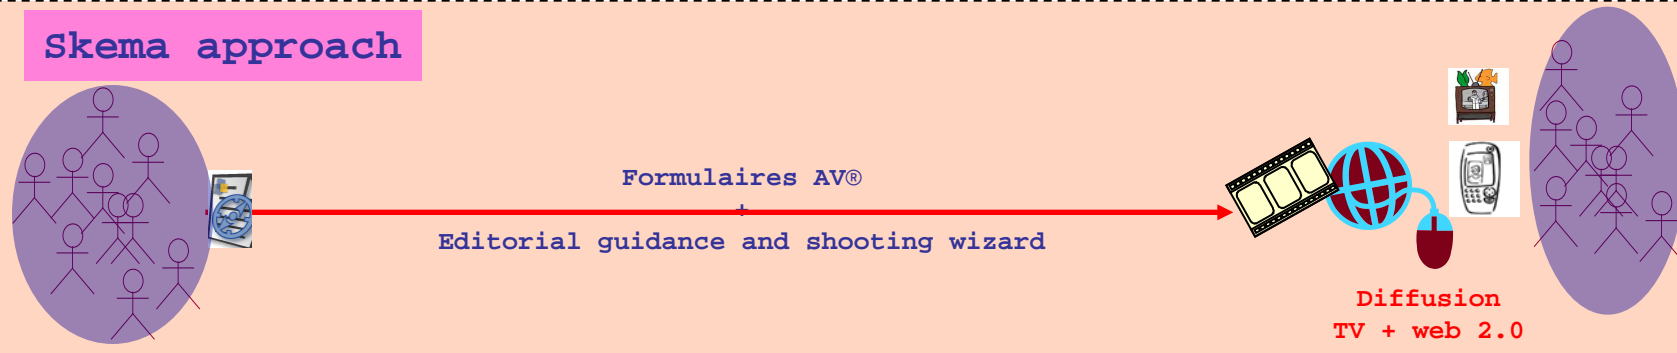 Skema approach
Formulaires AV®
+
Editorial guidance and shooting wizard
Diffusion
TV + web 2.0